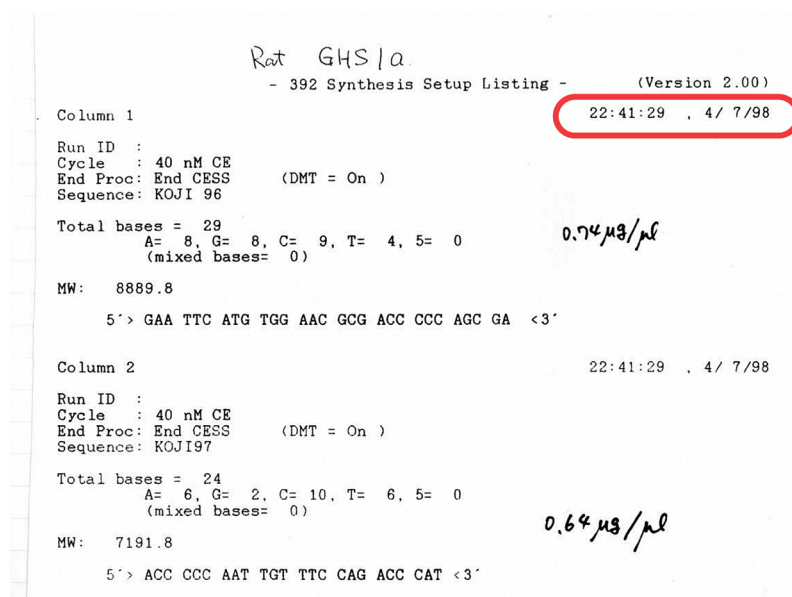 Rat GHS1a
- 392 Synthesis Setup Listing - (Version 2.00)
Column 1 22:41:29 , 4/ 7/98
Run ID :
Cycle : 40 nM CE
End Proc: End CESS (DMT = On )
Sequence: KOJI 96
Total bases = 29
A= 8, G= 8, C= 9, T= 4, 5= 0
(mixed bases= 0)
0.74 μg/μl
MW: 8889.8
5´> GAA TTC ATG TGG AAC GCG ACC CCC AGC GA <3´
Column 2 22:41:29 , 4/ 7/98
Run ID :
Cycle : 40 nM CE
End Proc: End CESS (DMT = On )
Sequence: KOJI97
Total bases = 24
A= 6, G= 2, C= 10, T= 6, 5= 0
(mixed bases= 0)
0.64 μg/μl
MW: 7191.8
5´> ACC CCC AAT TGT TTC CAG ACC CAT <3´